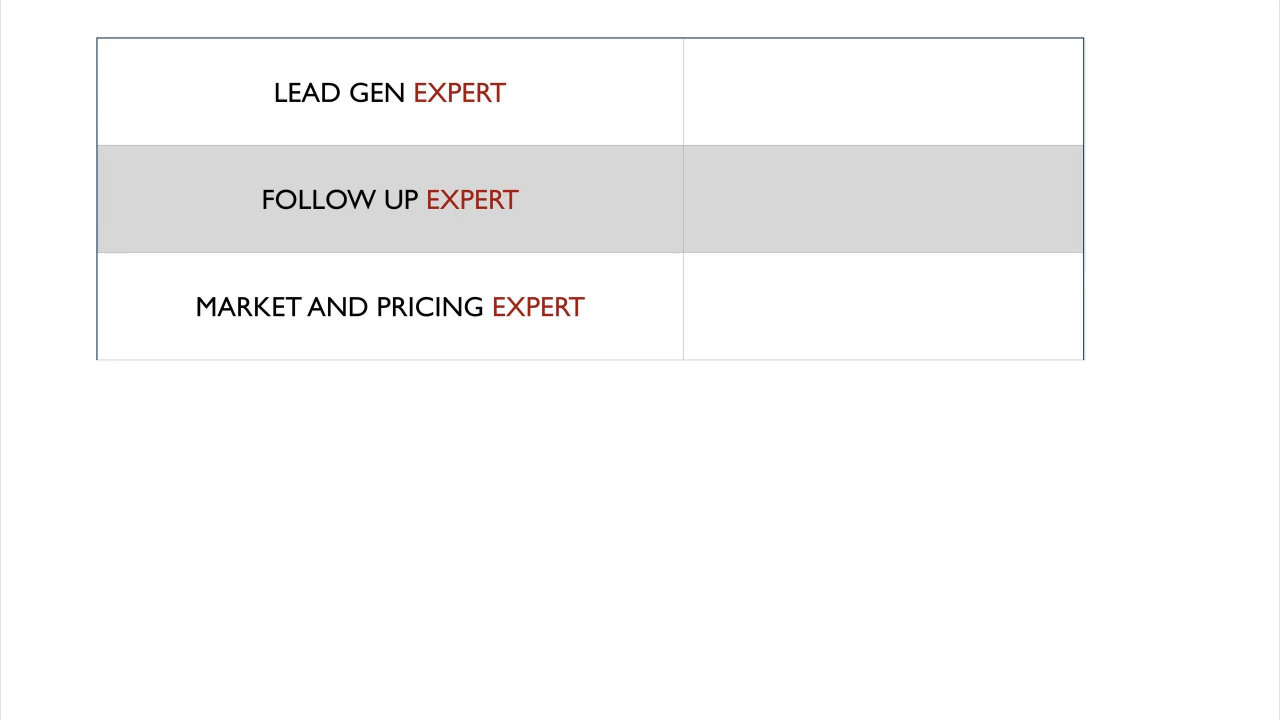 LEAD GEN EXPERT
FOLLOW UP EXPERT
MARKET AND PRICING EXPERT